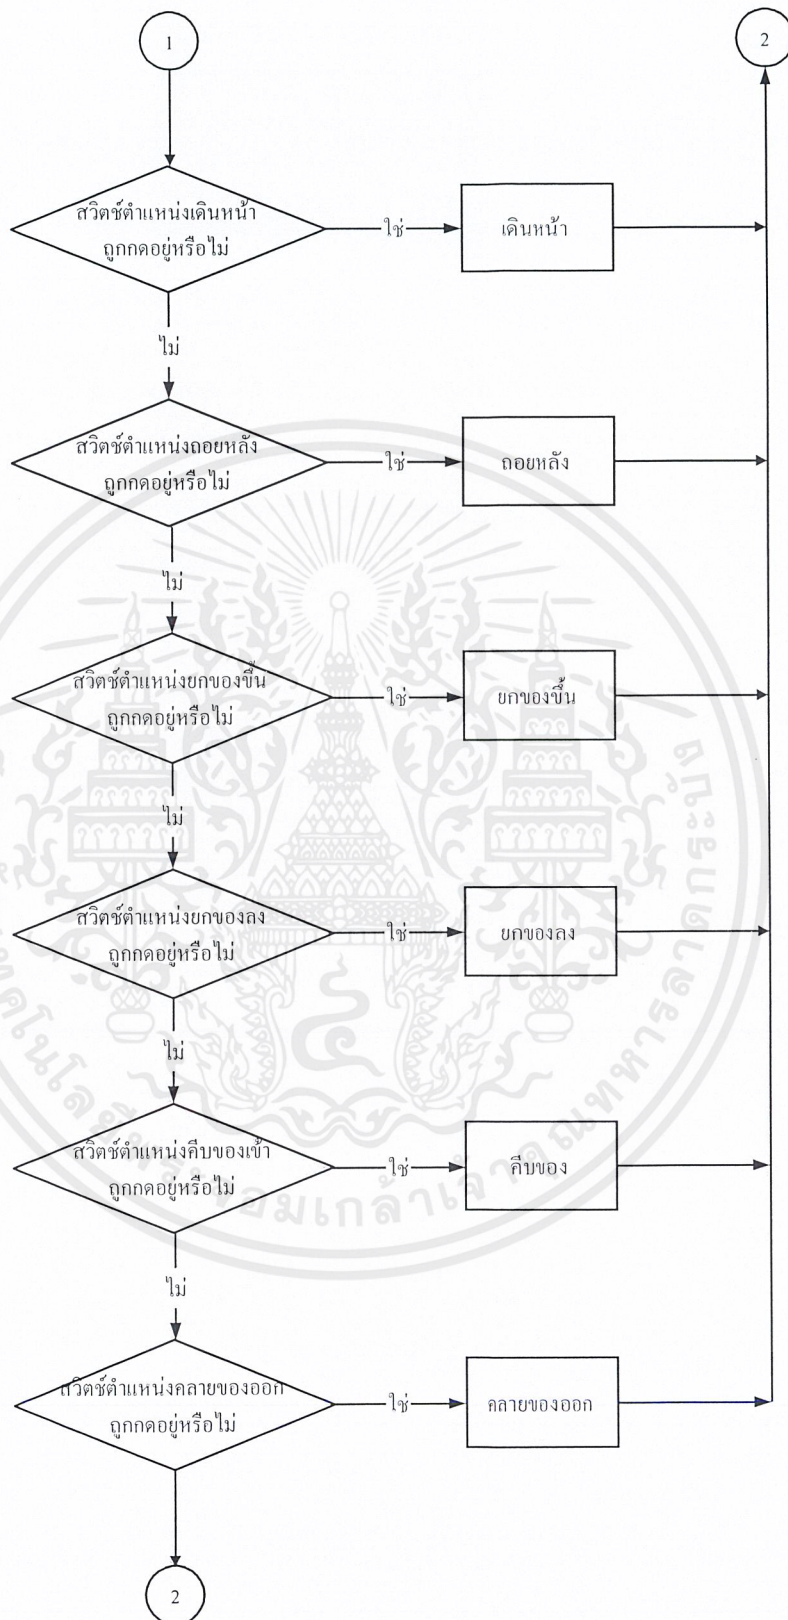 1
2
สวิตช์ตำแหน่งเดินหน้า
ถูกกดอยู่หรือไม่
ใช่
เดินหน้า
ไม่
สวิตช์ตำแหน่งถอยหลัง
ถูกกดอยู่หรือไม่
ใช่
ถอยหลัง
ไม่
สวิตช์ตำแหน่งยกของขึ้น
ถูกกดอยู่หรือไม่
ใช่
ยกของขึ้น
ไม่
สวิตช์ตำแหน่งยกของลง
ถูกกดอยู่หรือไม่
ใช่
ยกของลง
ไม่
สวิตช์ตำแหน่งคีบของเข้า
ถูกกดอยู่หรือไม่
ใช่
คีบของ
ไม่
สวิตช์ตำแหน่งคลายของออก
ถูกกดอยู่หรือไม่
ใช่
คลายของออก
2